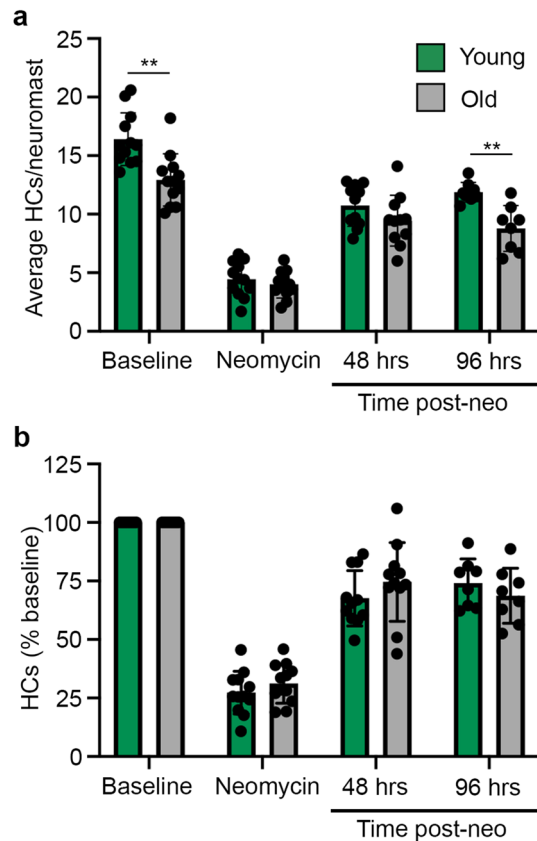 a
Average HCs/neuromast
25
20
15
10
5
0
**
**
Young
Old
Baseline
Neomycin
48 hrs
96 hrs
Time post-neo
b
HCs (% baseline)
125
100
75
50
25
0
Baseline
Neomycin
48 hrs
96 hrs
Time post-neo